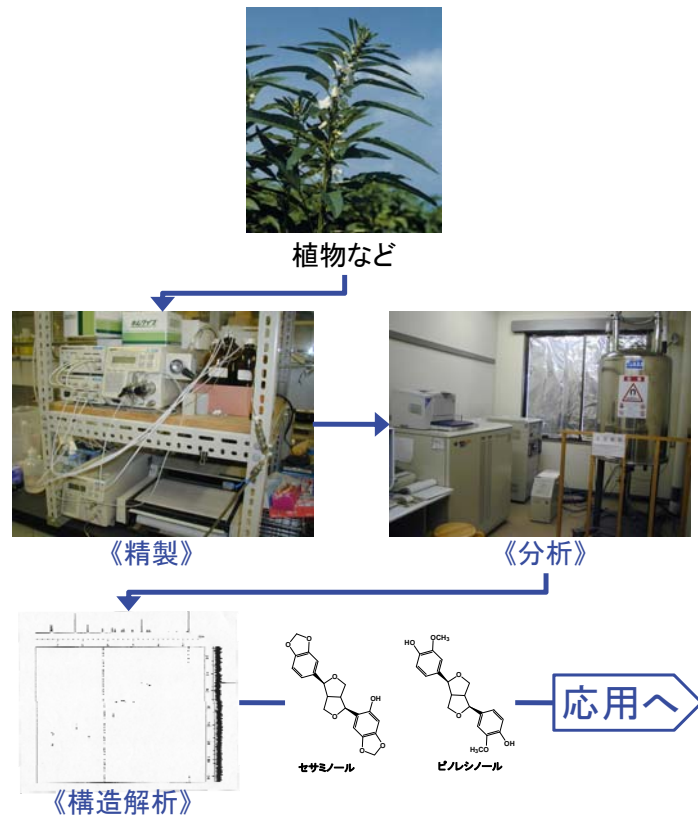 植物など
《精製》
《分析》
《構造解析》
OH
HO
OCH3
H3CO
OH
セサミノール
ピノレシノール
応用へ